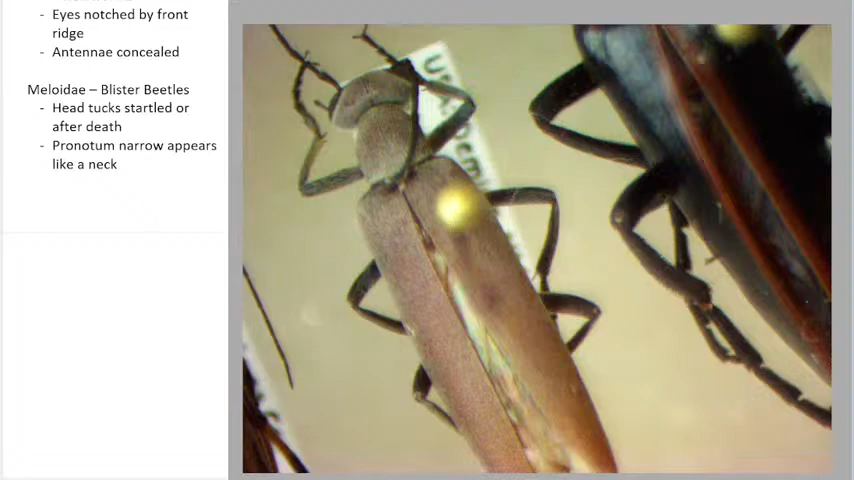 - Eyes notched by front
ridge
- Antennae concealed
Meloidae – Blister Beetles
- Head tucks startled or
after death
- Pronotum narrow appears
like a neck